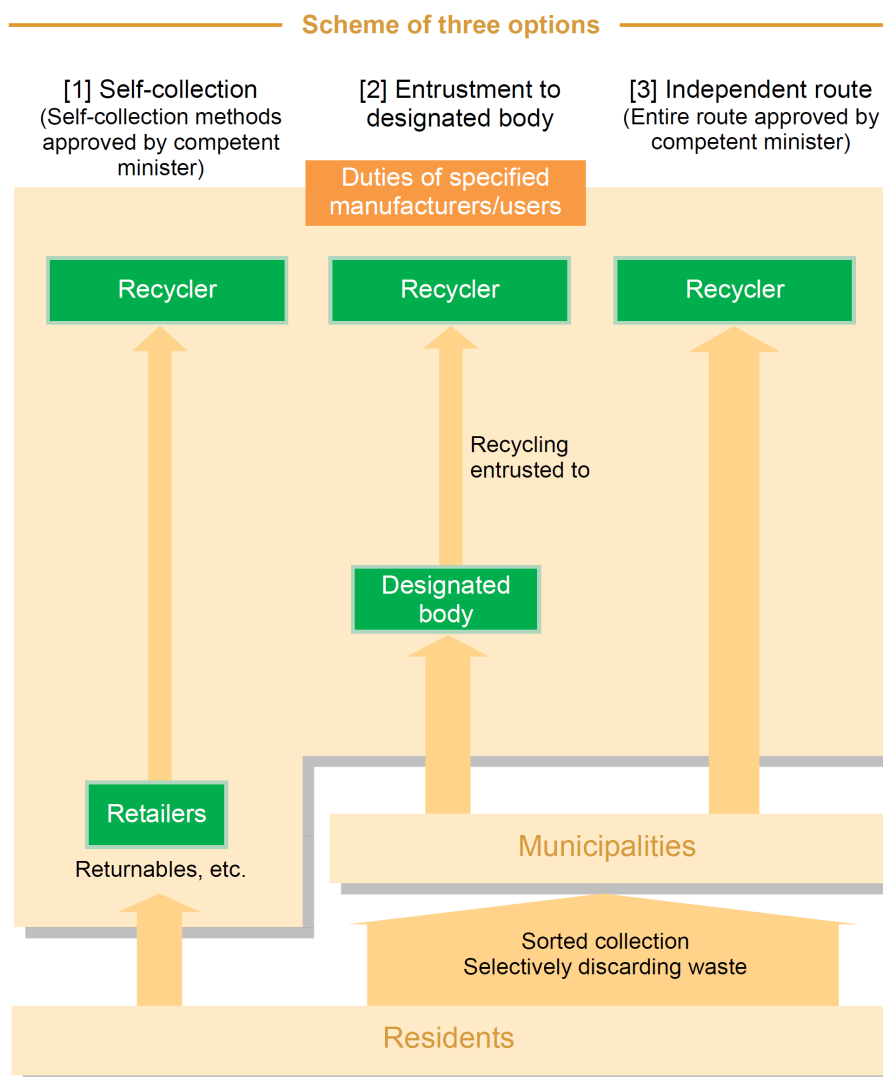 Scheme of three options
[1] Self-collection
(Self-collection methods
approved by competent
minister)
[2] Entrustment to
designated body
[3] Independent route
(Entire route approved by
competent minister)
Duties of specified
manufacturers/users
Recycler
Recycler
Recycler
Recycling
entrusted to
Designated
body
Retailers
Returnables, etc.
Municipalities
Sorted collection
Selectively discarding waste
Residents